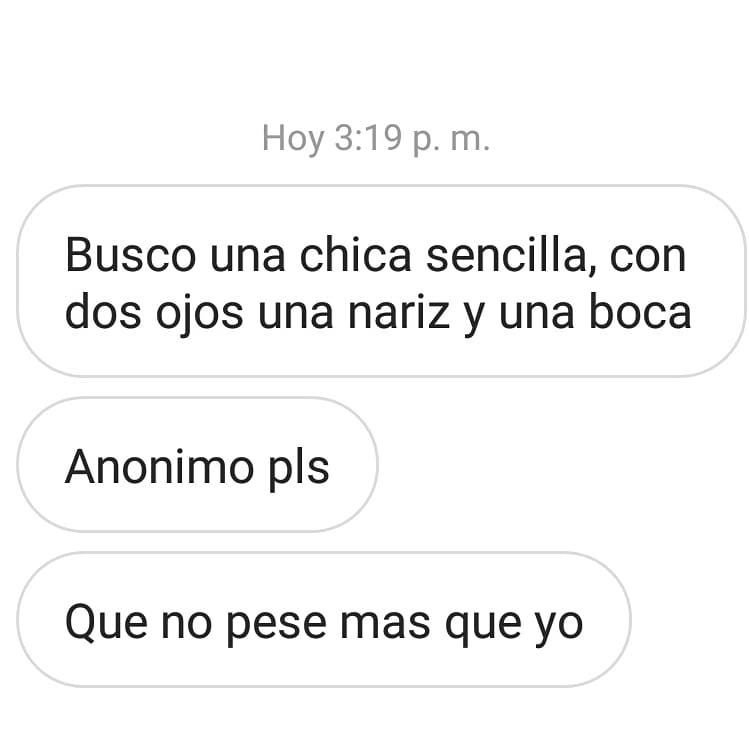 Hoy 3:19 p. m.
Busco una chica sencilla, con
dos ojos una nariz y una boca
Anonimo pls
Que no pese mas que yo